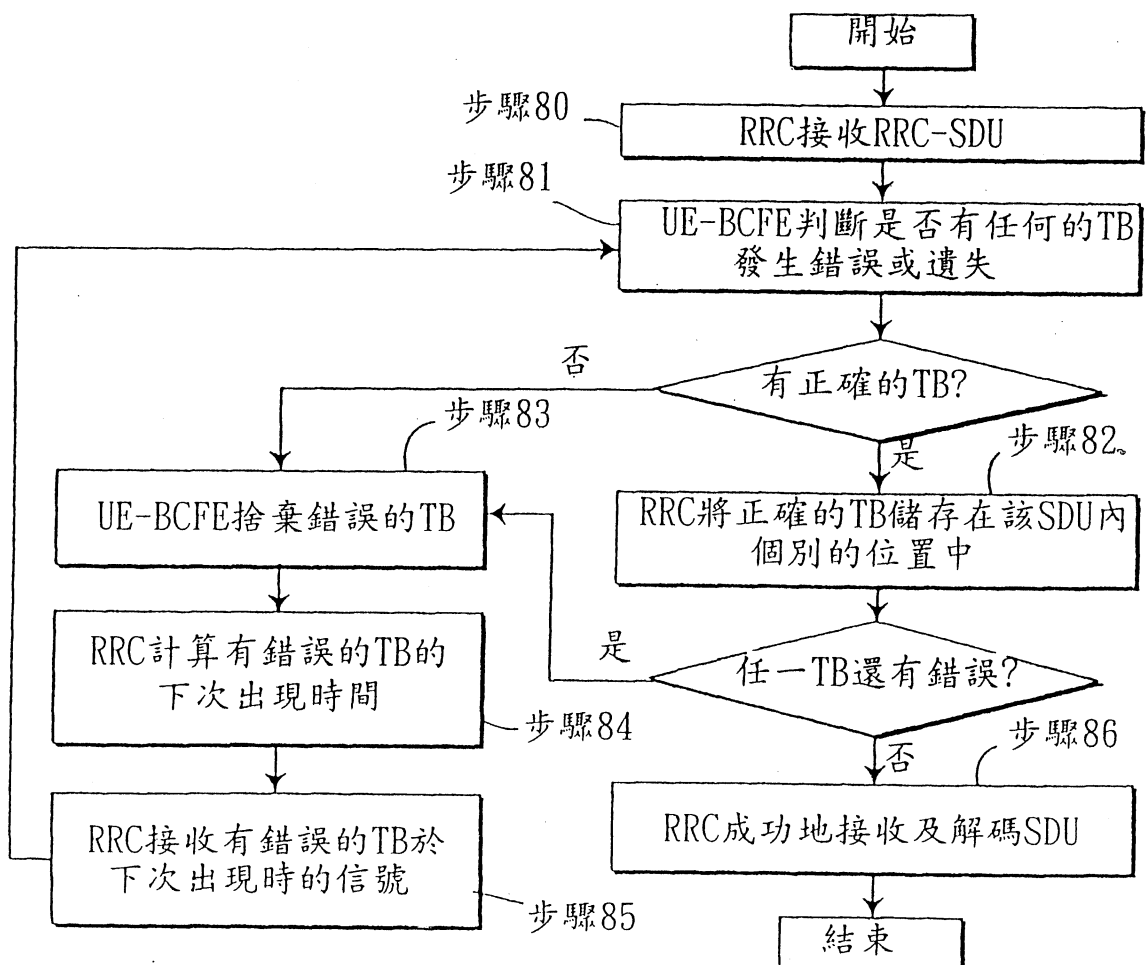 開始
步驟80
RRC接收RRC-SDU
步驟81
UE-BCFE判斷是否有任何的TB
發生錯誤或遺失
否
有正確的TB?
步驟83
是
步驟82。
UE-BCFE捨棄錯誤的TB
RRC將正確的TB儲存在該SDU內
個別的位置中
RRC計算有錯誤的TB的
下次出現時間
是
任一TB還有錯誤?
步驟84
否
步驟86
RRC接收有錯誤的TB於
下次出現時的信號
RRC成功地接收及解碼SDU
步驟85
結束